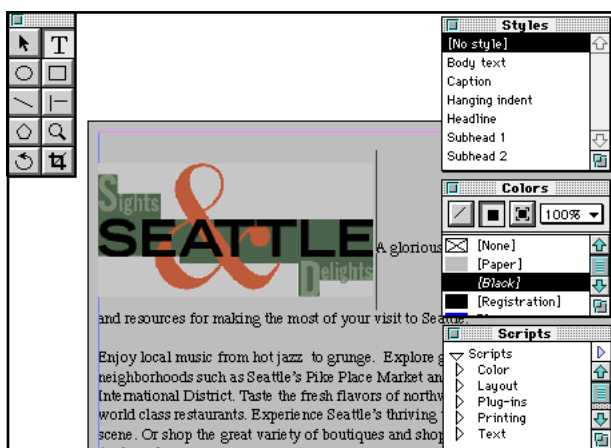 T
Styles
[No style]
Body text
Caption
Hanging indent
Headline
Subhead 1
Subhead 2
Colors
100%
[None]
[Paper]
[Black]
[Registration]
Scripts
Scripts
Color
Layout
Plug-ins
Printing
Text
Sights
&
SEATTLE
Delights
A glorious
and resources for making the most of your visit to Seattle.
Enjoy local music from hot jazz to grunge. Explore
neighborhoods such as Seattle's Pike Place Market an
International District. Taste the fresh flavors of northw
world class restaurants. Experience Seattle's thriving
scene. Or shop the great variety of boutiques and shop